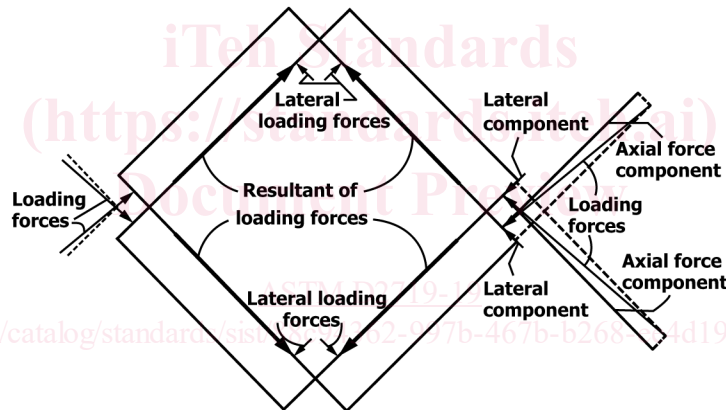 iTeh Standards
(https://standards.iteh.ai)
Document Preview
ASTM D2719-19
Lateral
loading forces
Lateral
component
Axial force
component
Loading
forces
Resultant of
loading forces
Loading
forces
Lateral loading
forces
Lateral
component
Axial force
component